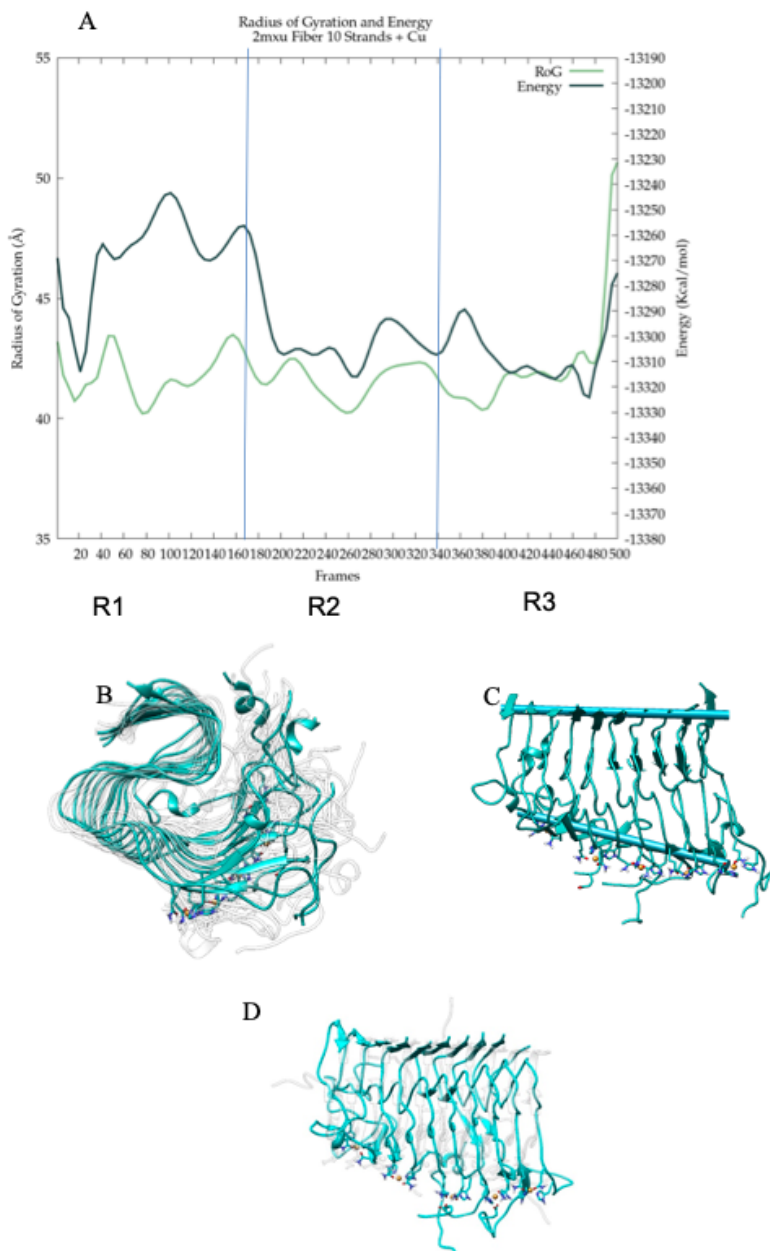 A
Radius of Gyration and Energy
2mxu Fiber 10 Strands + Cu
55
50
45
40
35
Radius of Gyration (Å)
-13190
-13200
-13210
-13220
-13230
-13240
-13250
-13260
-13270
-13280
-13290
-13300
-13310
-13320
-13330
-13340
-13350
-13360
-13370
-13380
Energy (Kcal/mol)
RoG
Energy
20 40 60 80 100 120 140 160 180 200 220 240 260 280 300 320 340 360 380 400 420 440 460 480 500
Frames
R1 R2 R3
B
C
D